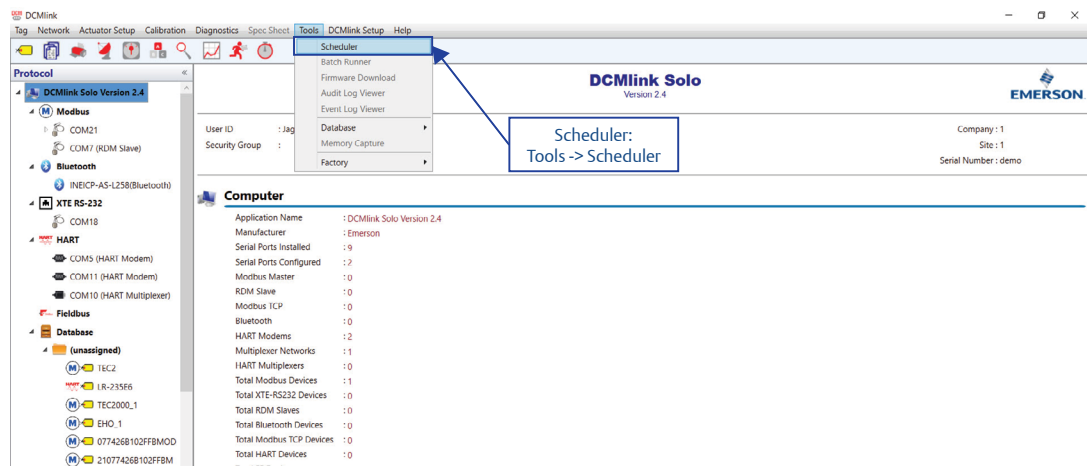 DCMlink
Tag Network Actuator Setup Calibration Diagnostics Spec Sheet Tools DCMlink Setup Help
Scheduler
Batch Runner
Firmware Download
Audit Log Viewer
Event Log Viewer
Database
Memory Capture
Factory
Scheduler:
Tools -> Scheduler
Protocol
DCMlink Solo Version 2.4
Modbus
COM21
COM7 (RDM Slave)
Bluetooth
INEICP-AS-L258(Bluetooth)
XTE RS-232
COM18
HART
COM5 (HART Modem)
COM11 (HART Modem)
COM10 (HART Multiplexer)
Fieldbus
Database
(unassigned)
TEC2
LR-235E6
TEC2000_1
EHO_1
077426B102FFBMOD
21077426B102FFBM
DCMlink Solo
Version 2.4
EMERSON
User ID : Jag
Security Group :
Company : 1
Site : 1
Serial Number : demo
Computer
Application Name : DCMlink Solo Version 2.4
Manufacturer : Emerson
Serial Ports Installed : 9
Serial Ports Configured : 2
Modbus Master : 0
RDM Slave : 0
Modbus TCP : 0
Bluetooth : 0
HART Modems : 2
Multiplexer Networks : 1
HART Multiplexers : 0
Total Modbus Devices : 1
Total XTE-RS232 Devices : 0
Total RDM Slaves : 0
Total Bluetooth Devices : 0
Total Modbus TCP Devices : 0
Total HART Devices : 0